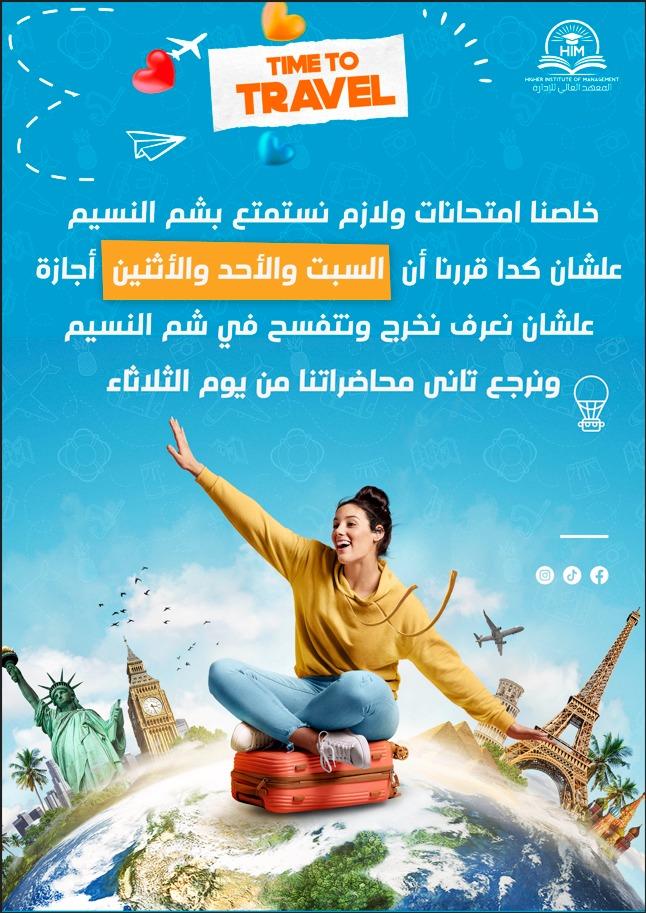 TIME TO
TRAVEL
HIM
HIGHER INSTITUTE OF MANAGEMENT
المعهد العالي للإدارة
خلصنا امتحانات ولازم نستمتع بشم النسيم
علشان كدا قررنا أن السبت والأحد والأثنين أجازة
علشان نعرف نخرج ونتفسح في شم النسيم
ونرجع تانى محاضراتنا من يوم الثلاثاء